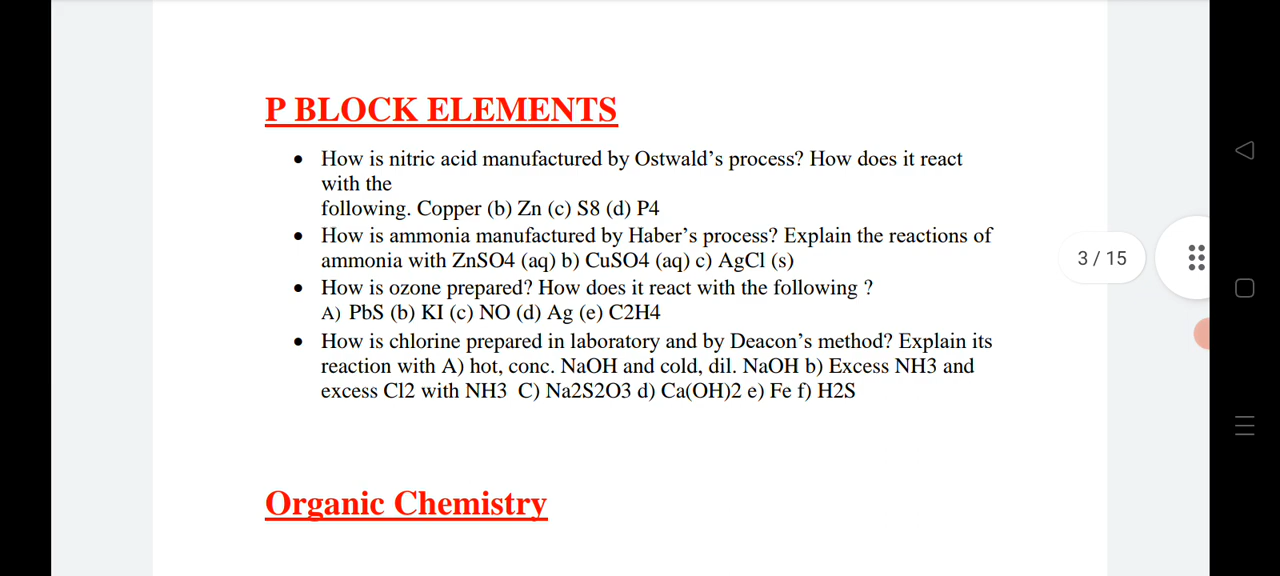 P BLOCK ELEMENTS
• How is nitric acid manufactured by Ostwald's process? How does it react
with the
following. Copper (b) Zn (c) S8 (d) P4
• How is ammonia manufactured by Haber's process? Explain the reactions of
ammonia with ZnSO4 (aq) b) CuSO4 (aq) c) AgCl (s)
• How is ozone prepared? How does it react with the following ?
A) PbS (b) KI (c) NO (d) Ag (e) C2H4
• How is chlorine prepared in laboratory and by Deacon's method? Explain its
reaction with A) hot, conc. NaOH and cold, dil. NaOH b) Excess NH3 and
excess Cl2 with NH3 C) Na2S2O3 d) Ca(OH)2 e) Fe f) H2S
3 / 15
Organic Chemistry